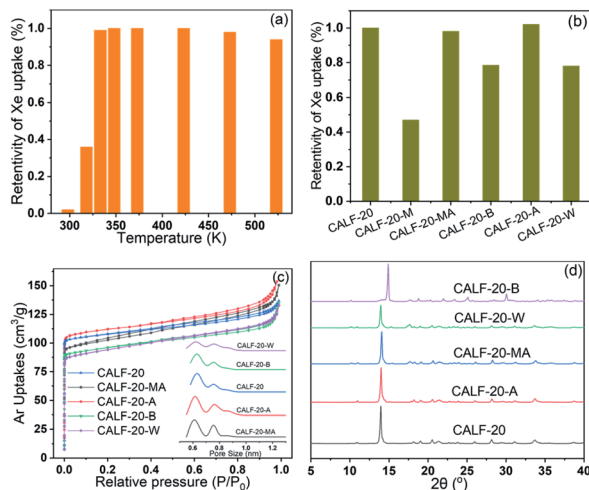 (a)
Retentivity of Xe uptake (%)
1.0
0.8
0.6
0.4
0.2
0.0
300 350 400 450 500
Temperature (K)
(b)
Retentivity of Xe uptake (%)
1.0
0.8
0.6
0.4
0.2
0.0
CALF-20
CALF-20-M
CALF-20-MA
CALF-20-B
CALF-20-A
CALF-20-W
(c)
Ar Uptakes (cm³/g)
150
125
100
75
50
25
0
CALF-20
CALF-20-MA
CALF-20-A
CALF-20-B
CALF-20-W
CALF-20-W
CALF-20-B
CALF-20
CALF-20-A
CALF-20-MA
0.6 0.8 1.0 1.2
Pore Size (nm)
0.0 0.2 0.4 0.6 0.8 1.0
Relative pressure (P/P₀)
(d)
CALF-20-B
CALF-20-W
CALF-20-MA
CALF-20-A
CALF-20
5 10 15 20 25 30 35 40
2θ (°)